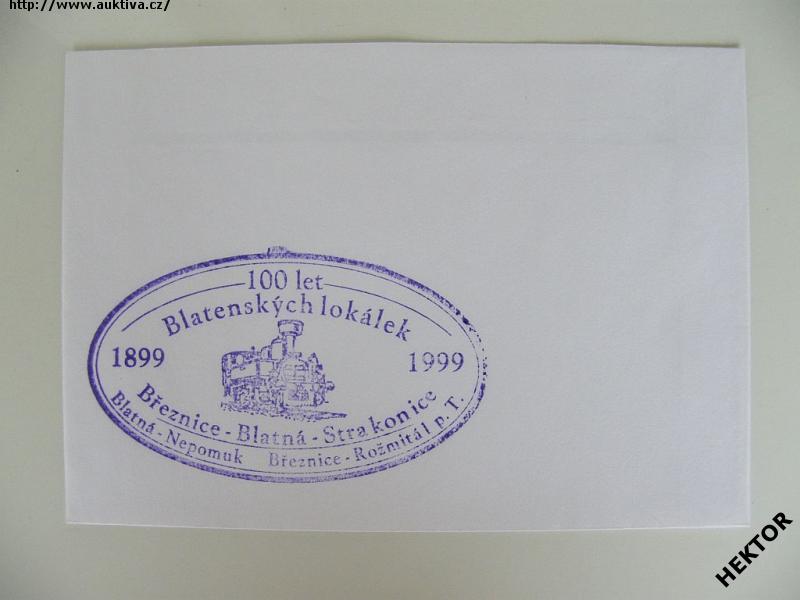 http://www.auktiva.cz/
100 let
Blatenských lokálek
1899
1999
Březnice - Blatná - Strakonice
Blatná - Nepomuk Březnice - Rožmitál p. T.
HEKTOR